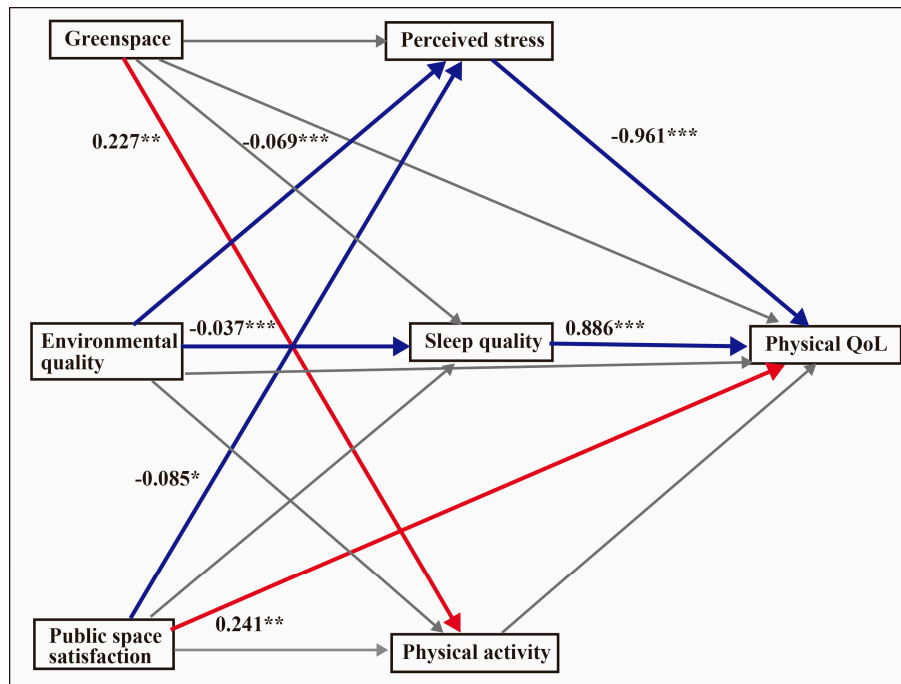 Greenspace
Perceived stress
0.227**
-0.069***
-0.961***
Environmental
quality
-0.037***
Sleep quality
0.886***
Physical QoL
-0.085*
Public space
satisfaction
0.241**
Physical activity